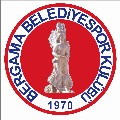 BERGAMA BELEDİYESPOR KULÜBÜ
1970